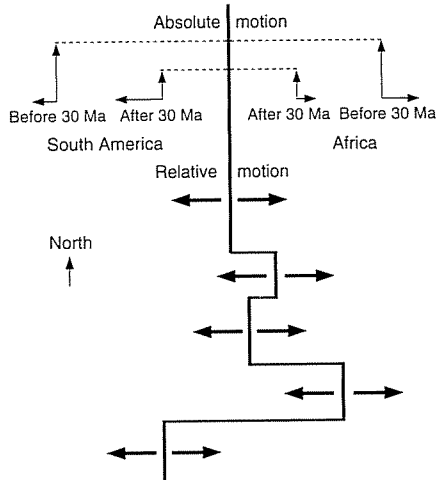 Absolute motion
Before 30 Ma After 30 Ma After 30 Ma Before 30 Ma
South America Africa
Relative motion
North